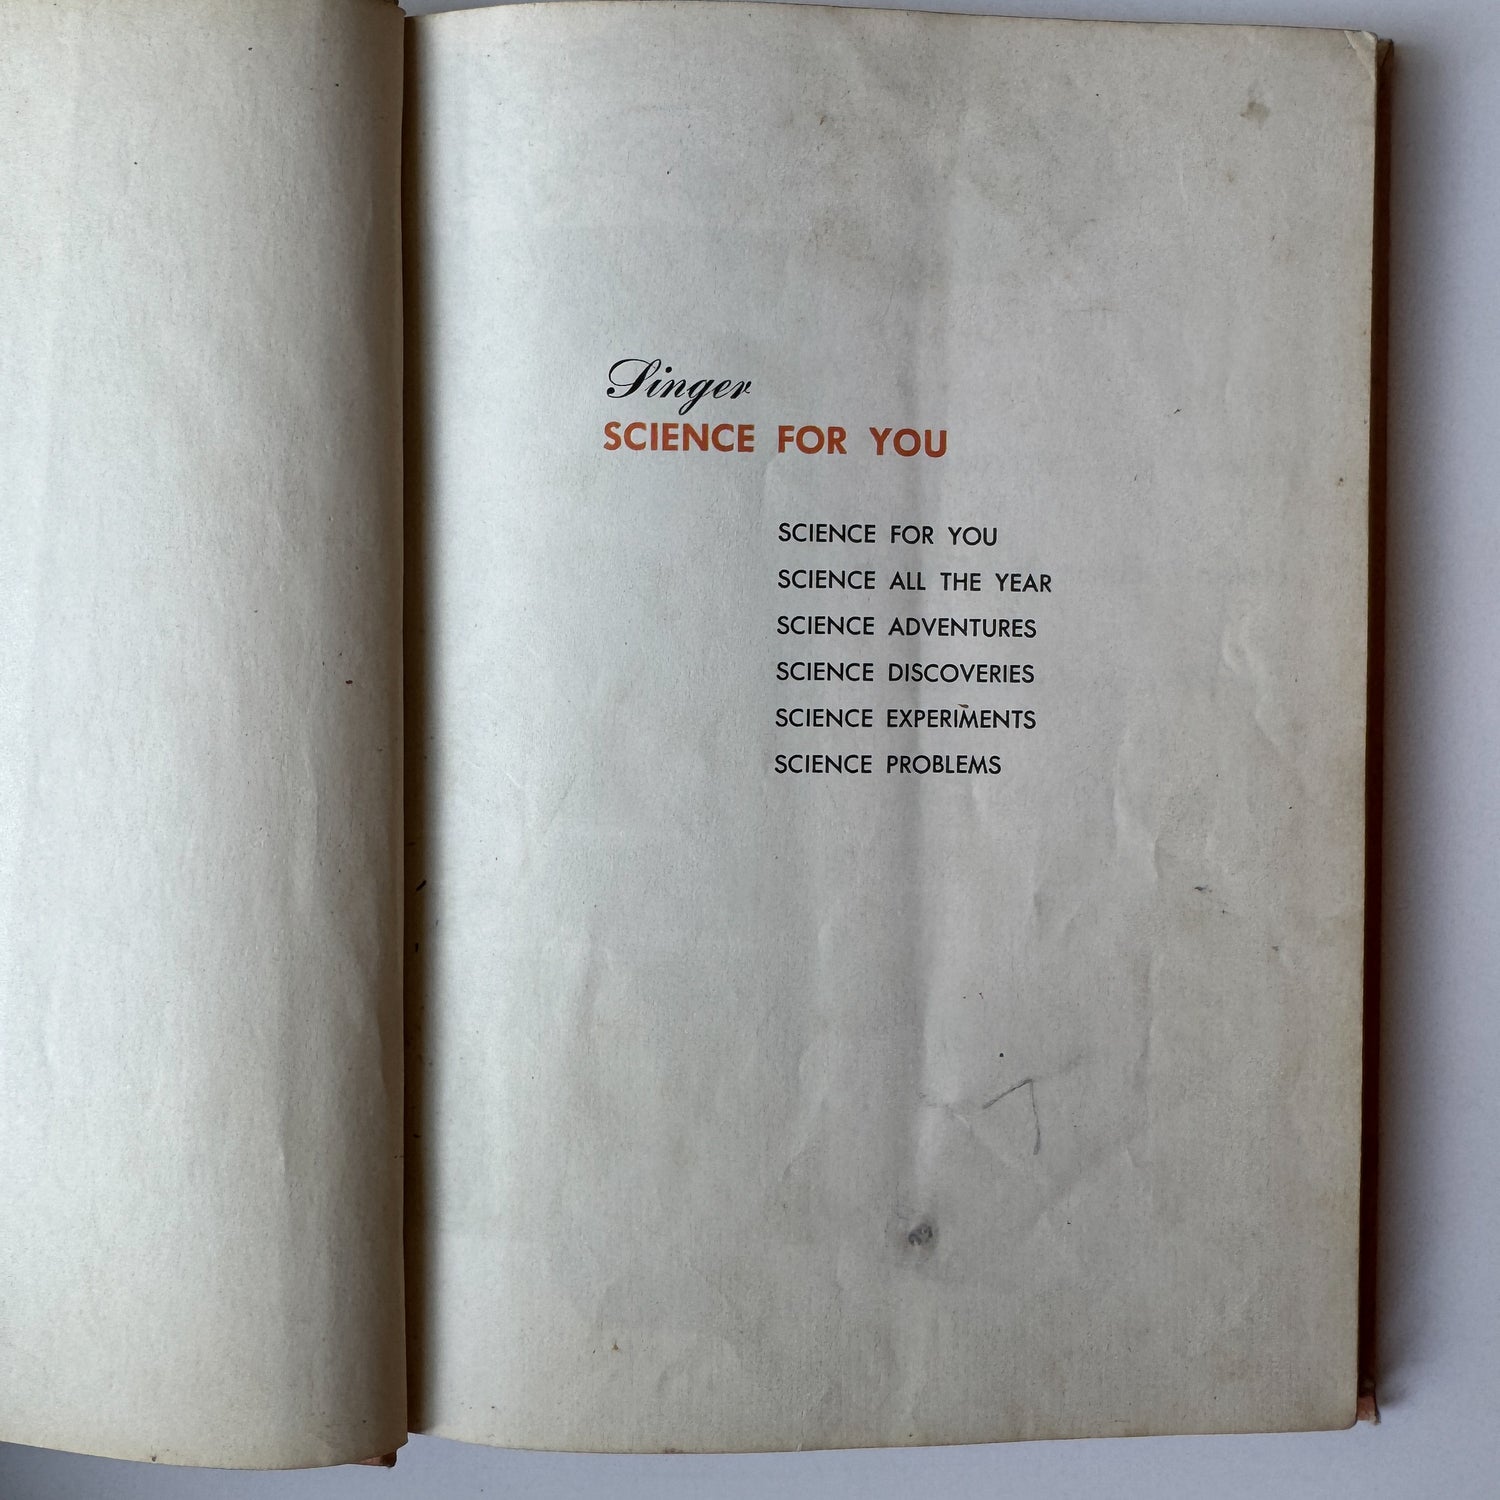 Singer
SCIENCE FOR YOU
SCIENCE FOR YOU
SCIENCE ALL THE YEAR
SCIENCE ADVENTURES
SCIENCE DISCOVERIES
SCIENCE EXPERIMENTS
SCIENCE PROBLEMS